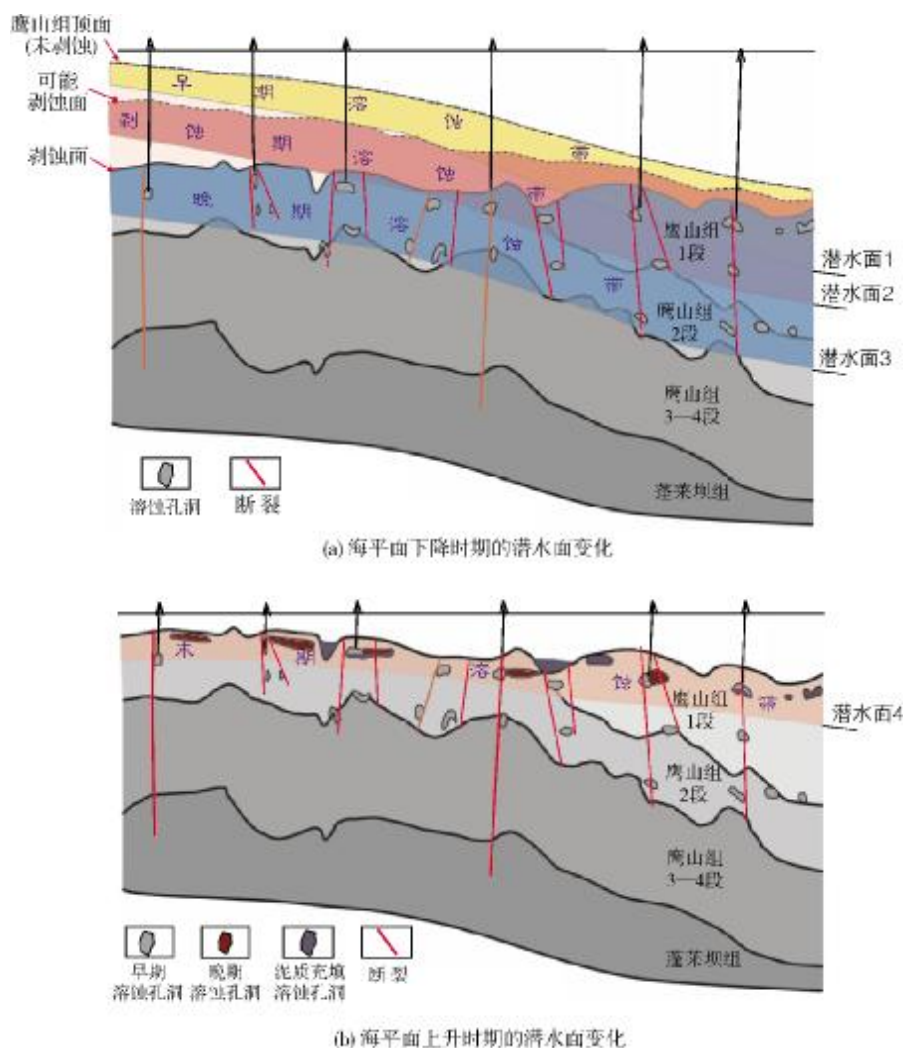 鹰山组顶面
(未剥蚀)
可能
剥蚀面
剥蚀面
早期溶蚀带
剥蚀期溶蚀
晚期溶蚀带
鹰山组
1段
鹰山组
2段
鹰山组
3—4段
蓬莱坝组
潜水面1
潜水面2
潜水面3
溶蚀孔洞
断裂
(a) 海平面下降时期的潜水面变化
末期溶蚀带
鹰山组
1段
鹰山组
2段
鹰山组
3—4段
蓬莱坝组
潜水面4
早期
溶蚀孔洞
晚期
溶蚀孔洞
泥质充填
溶蚀孔洞
断裂
(b) 海平面上升时期的潜水面变化